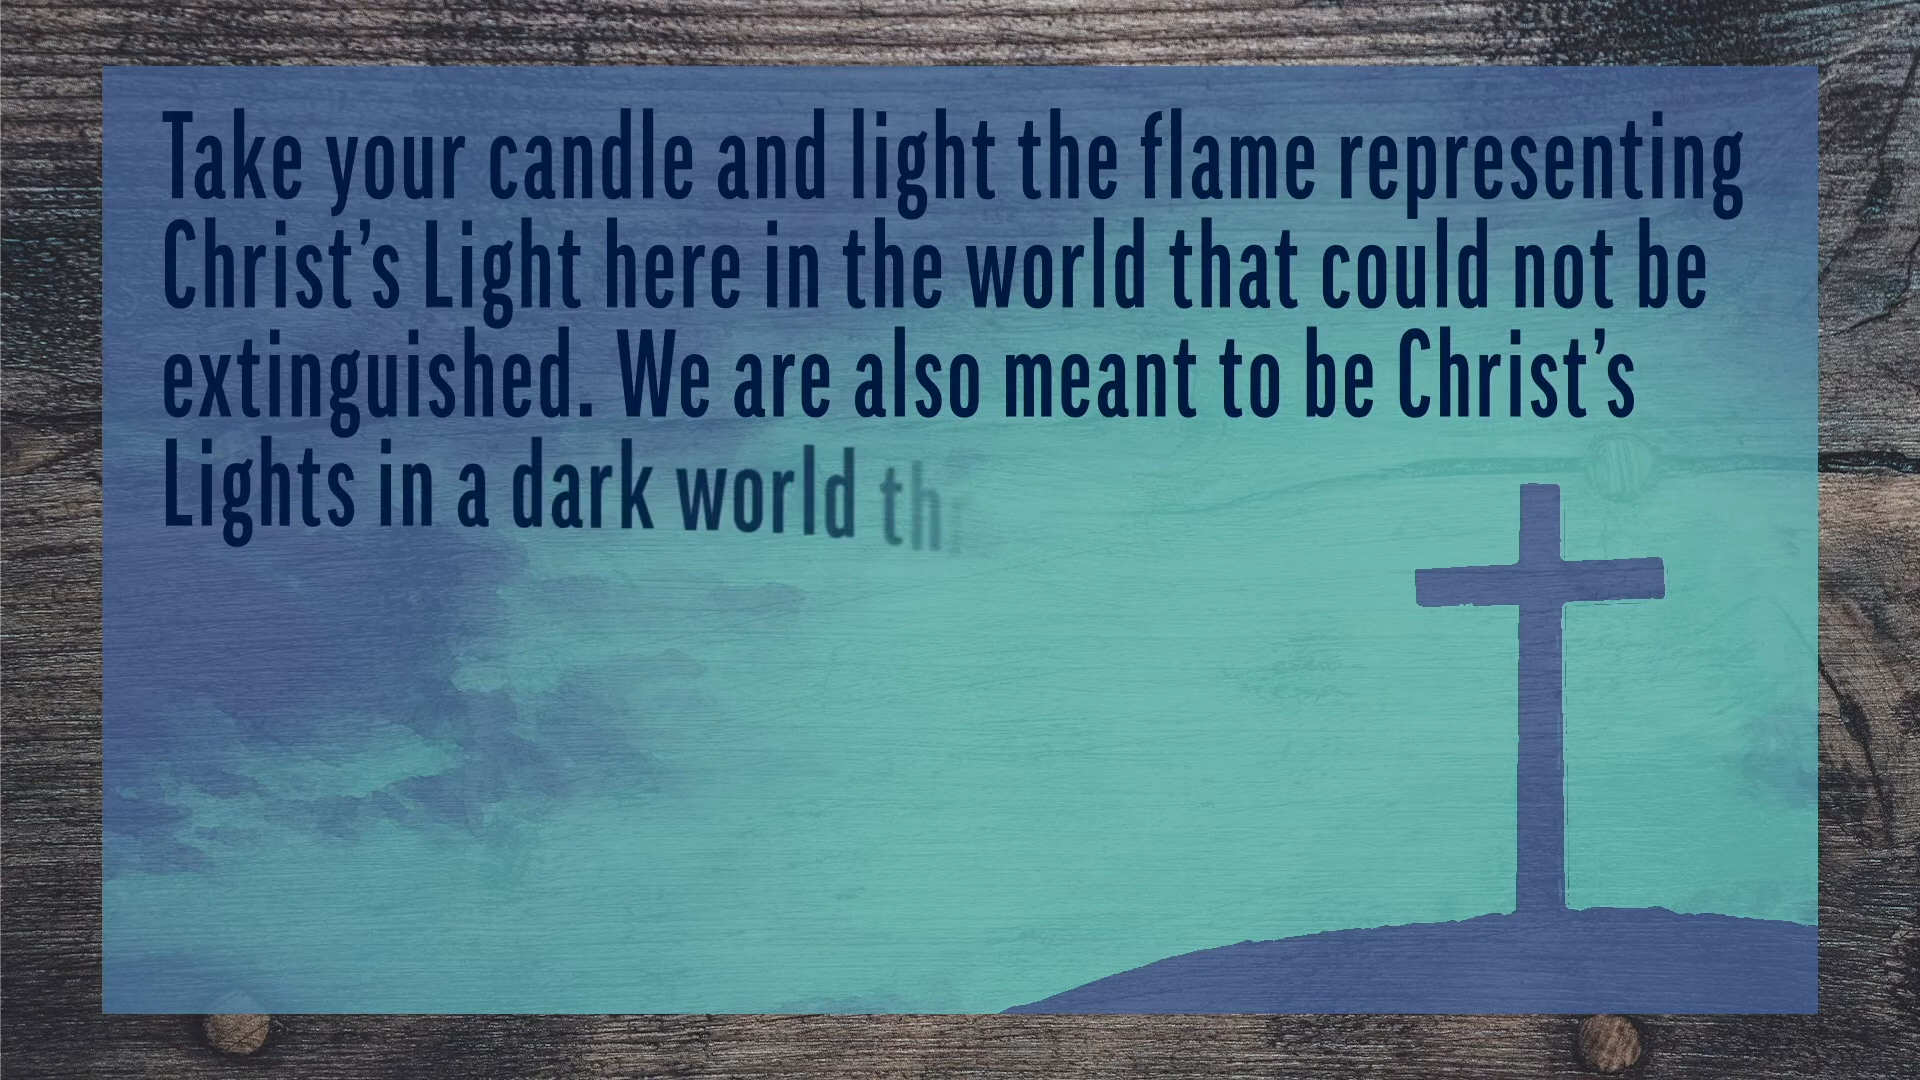 Take your candle and light the flame representing
Christ’s Light here in the world that could not be
extinguished. We are also meant to be Christ’s
Lights in a dark world